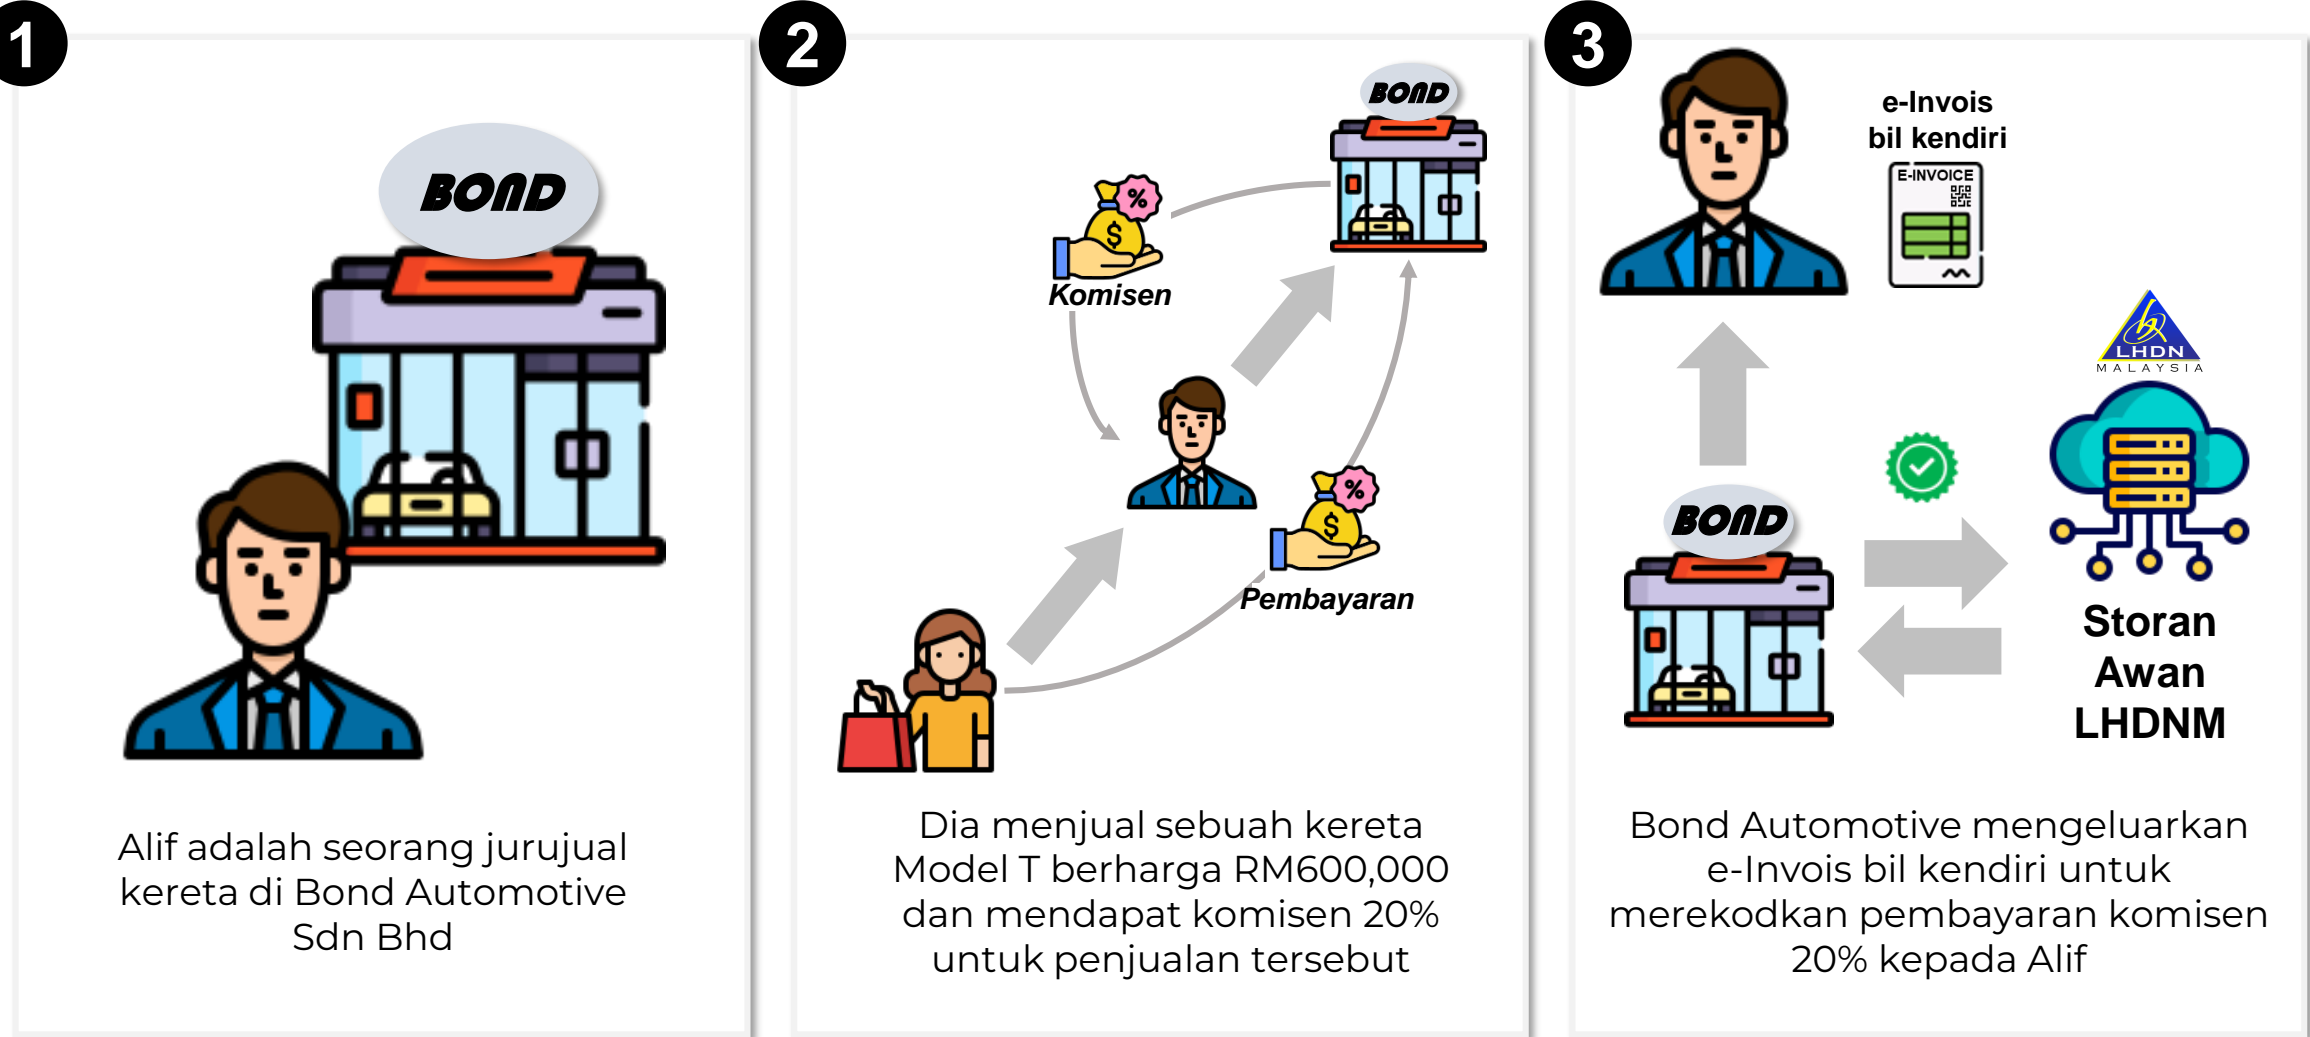 1
BOND
Alif adalah seorang jurujual
kereta di Bond Automotive
Sdn Bhd
2
BOND
%
$
Komisen
%
$
Pembayaran
Dia menjual sebuah kereta
Model T berharga RM600,000
dan mendapat komisen 20%
untuk penjualan tersebut
3
e-Invois
bil kendiri
E-INVOICE
LHDN
MALAYSIA
BOND
Storan
Awan
LHDNM
Bond Automotive mengeluarkan
e-Invois bil kendiri untuk
merekodkan pembayaran komisen
20% kepada Alif